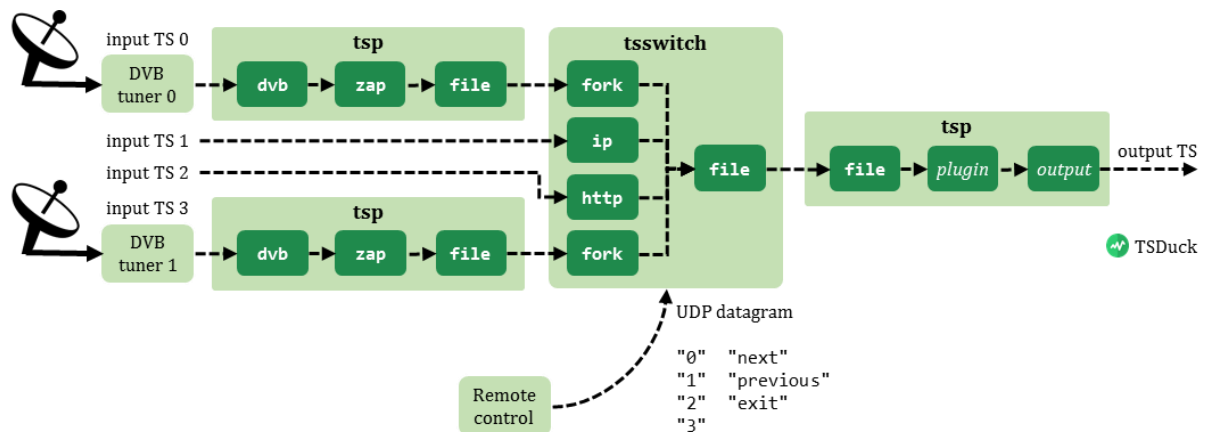 input TS 0
DVB
tuner 0
tsp
dvb
zap
file
tsswitch
fork
input TS 1
ip
input TS 2
http
input TS 3
DVB
tuner 1
tsp
dvb
zap
file
fork
file
tsp
file
plugin
output
output TS
TSDuck
UDP datagram
"0" "next"
"1" "previous"
"2" "exit"
"3"
Remote
control